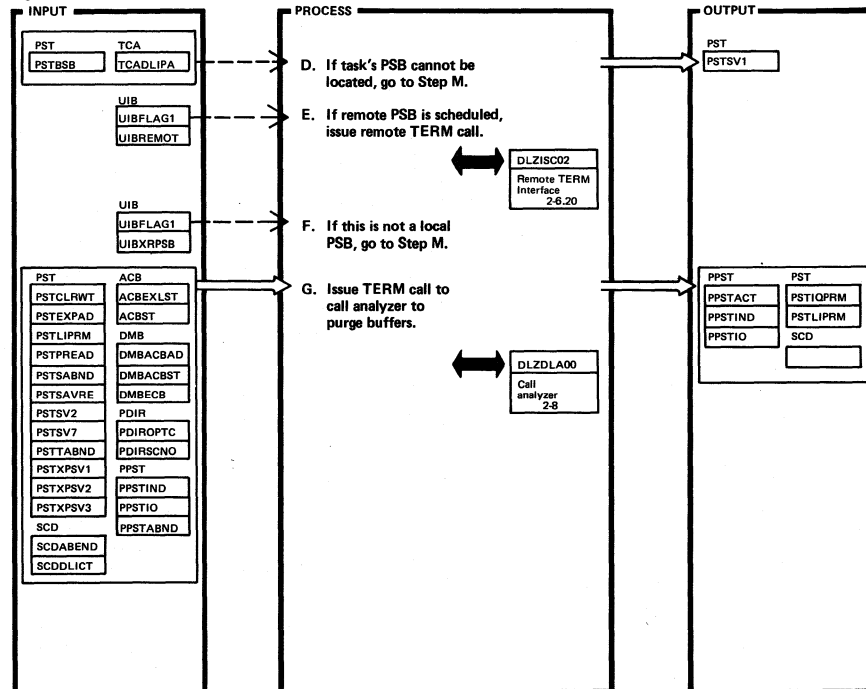 INPUT
PROCESS
OUTPUT
PST
TCA
PSTBSB
TCADLIPA
D. If task's PSB cannot be
located, go to Step M.
PST
PSTSV1
UIB
UIBFLAG1
UIBREMOT
E. If remote PSB is scheduled,
issue remote TERM call.
DLZISC02
Remote TERM
Interface
2-6.20
UIB
UIBFLAG1
UIBXRPSB
F. If this is not a local
PSB, go to Step M.
PST
PSTCLRWT
PSTEXPAD
PSTLIPRM
PSTPREAD
PSTSABND
PSTSAVRE
PSTSV2
PSTSV7
PSTTABND
PSTXPSV1
PSTXPSV2
PSTXPSV3
SCD
SCDABEND
SCDDLICT
ACB
ACBEXLST
ACBST
DMB
DMBACBAD
DMBACBST
DMBECB
PDIR
PDIROPTC
PDIRSCNO
PPST
PPSTIND
PPSTIO
PPSTABND
G. Issue TERM call to
call analyzer to
purge buffers.
DLZDLA00
Call
analyzer
2-8
PPST
PPSTACT
PPSTIND
PPSTIO
PST
PSTIQPRM
PSTLIPRM
SCD